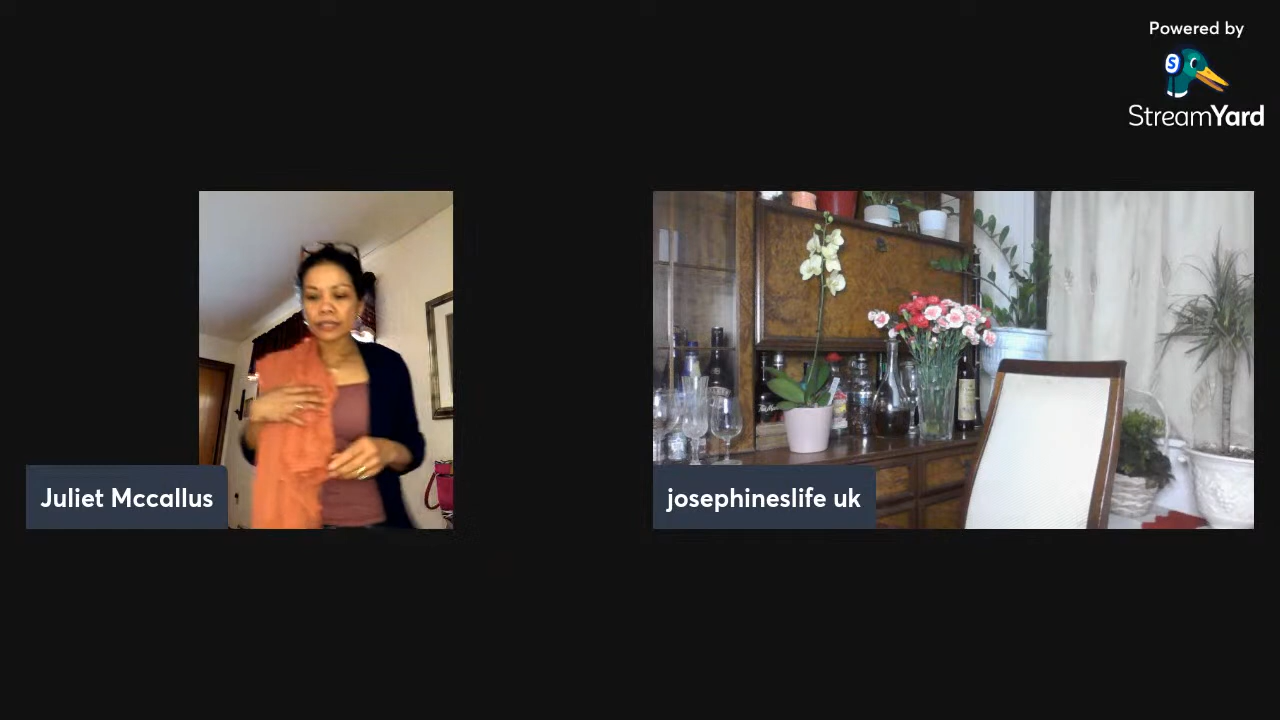 Powered by
S
StreamYard
Juliet Mccallus
josephineslife uk